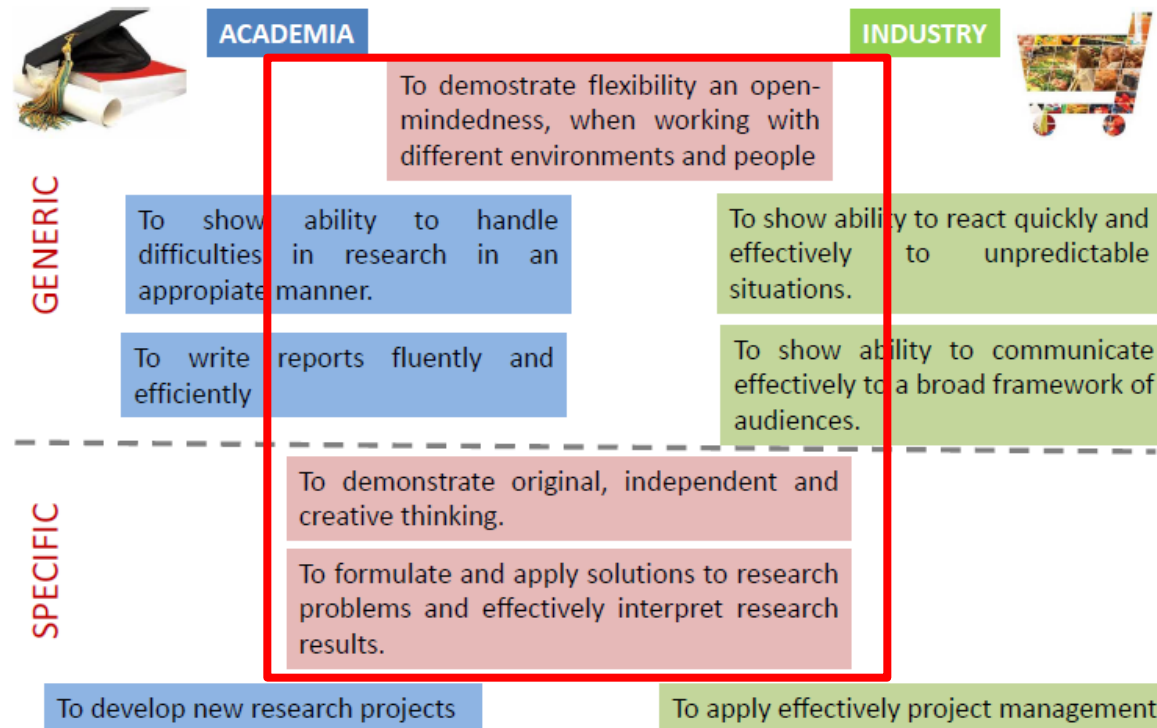 ACADEMIA
INDUSTRY
To demostrate flexibility an open-
mindedness, when working with
different environments and people
GENERIC
To show ability to handle
difficulties in research in an
appropiate manner.
To show ability to react quickly and
effectively to unpredictable
situations.
To write reports fluently and
efficiently
To show ability to communicate
effectively to a broad framework of
audiences.
SPECIFIC
To demonstrate original, independent and
creative thinking.
To formulate and apply solutions to research
problems and effectively interpret research
results.
To develop new research projects
To apply effectively project management